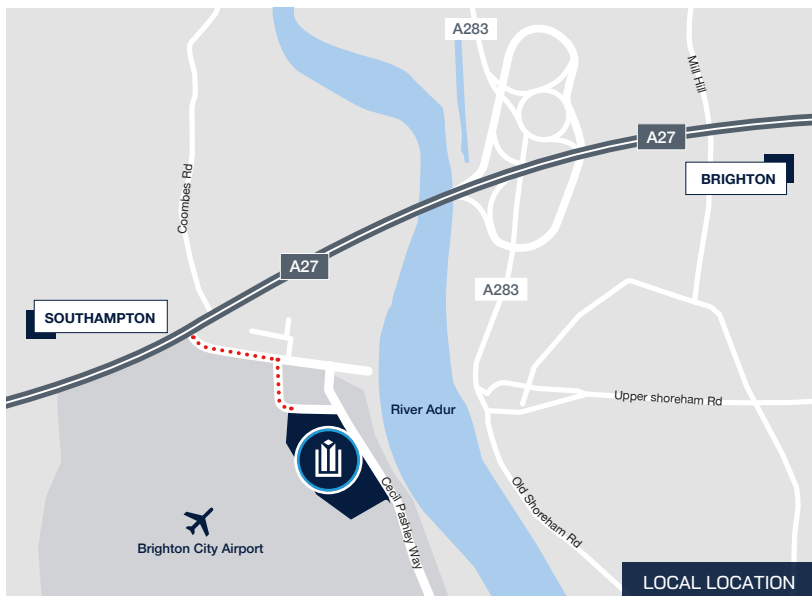 A283
Mill Hill
A27
BRIGHTON
Coombes Rd
A27
A283
SOUTHAMPTON
Upper shoreham Rd
River Adur
Old Shoreham Rd
Cecil Pashley Way
Brighton City Airport
LOCAL LOCATION